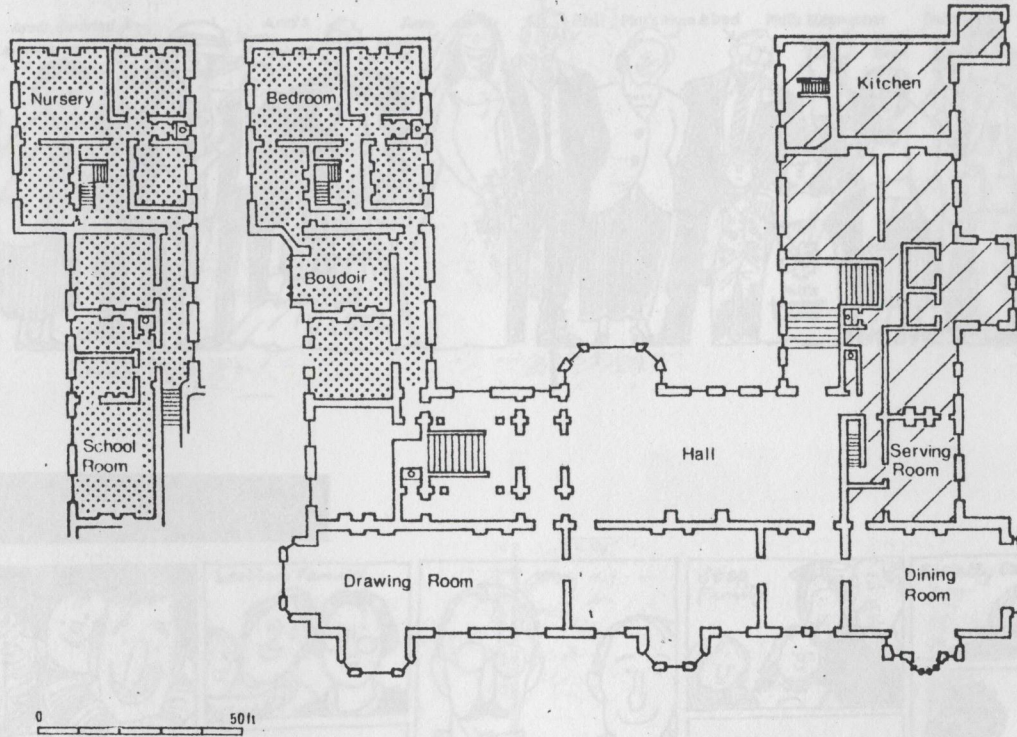 Nursery
Bedroom
Kitchen
Boudoir
School
Room
Hall
Serving
Room
Drawing Room
Dining
Room
0
50ft